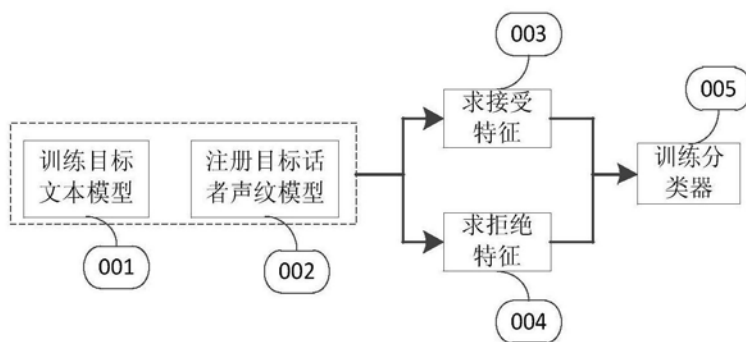 003
005
求接受
特征
训练目标
文本模型
注册目标话
者声纹模型
训练分
类器
001
002
求拒绝
特征
004